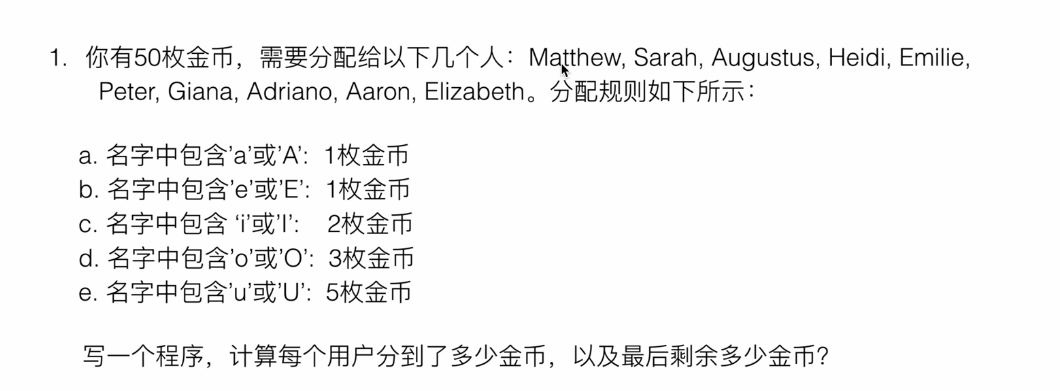 1. 你有50枚金币，需要分配给以下几个人：Matthew, Sarah, Augustus, Heidi, Emilie,
Peter, Giana, Adriano, Aaron, Elizabeth。分配规则如下所示：
a. 名字中包含'a'或'A': 1枚金币
b. 名字中包含'e'或'E': 1枚金币
c. 名字中包含 'i'或'I': 2枚金币
d. 名字中包含'o'或'O': 3枚金币
e. 名字中包含'u'或'U': 5枚金币
写一个程序，计算每个用户分到了多少金币，以及最后剩余多少金币？